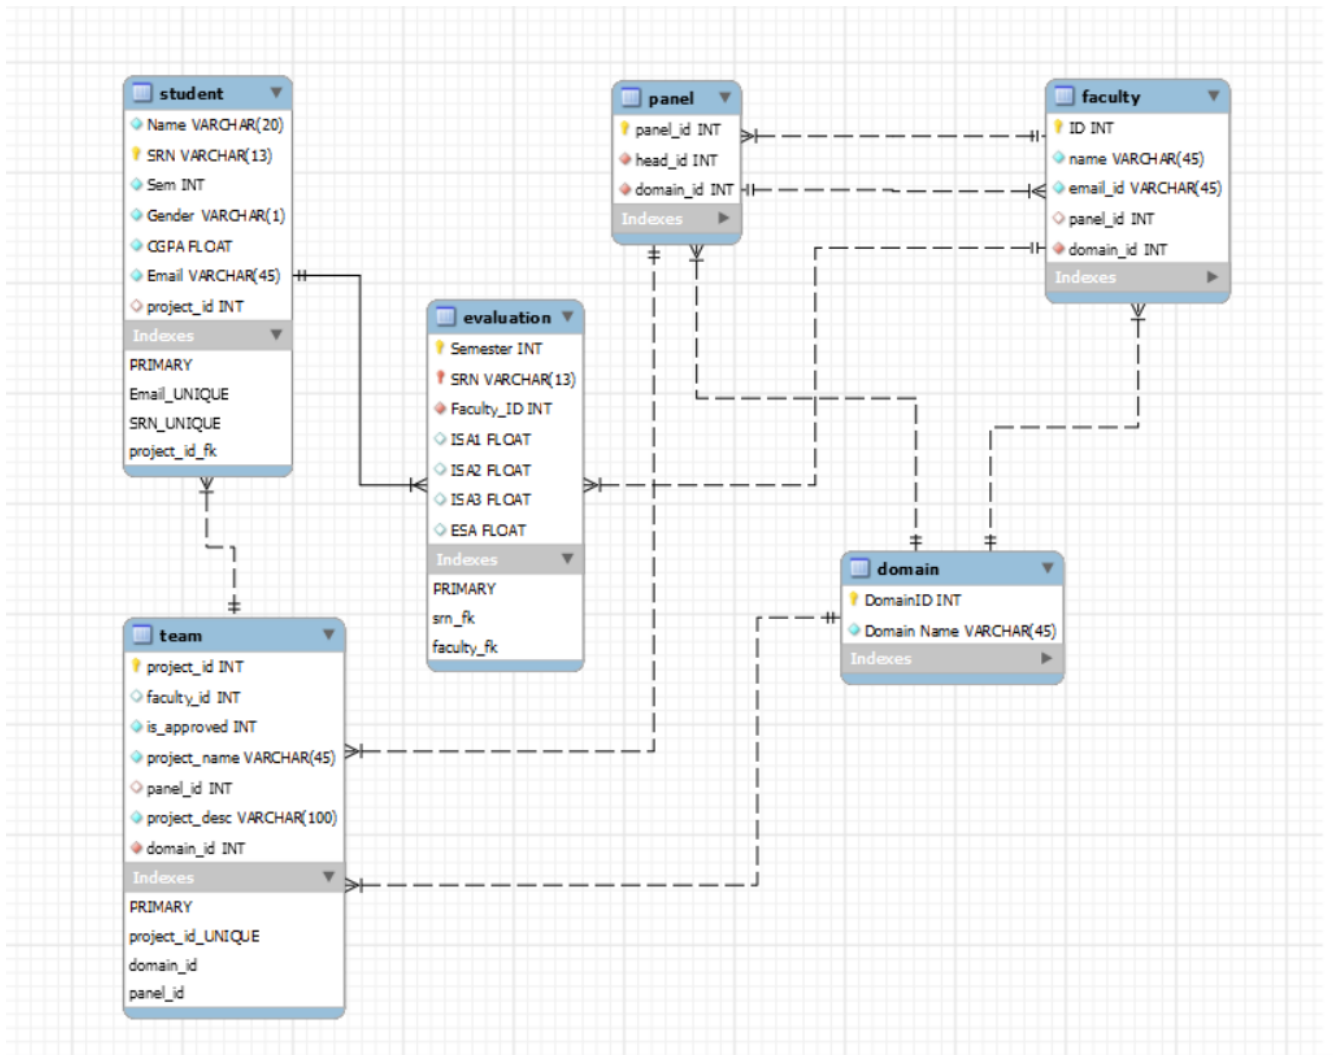 student
Name VARCHAR(20)
SRN VARCHAR(13)
Sem INT
Gender VARCHAR(1)
CGPA FLOAT
Email VARCHAR(45)
project_id INT
Indexes
PRIMARY
Email_UNIQUE
SRN_UNIQUE
project_id_fk
panel
panel_id INT
head_id INT
domain_id INT
Indexes
faculty
ID INT
name VARCHAR(45)
email_id VARCHAR(45)
panel_id INT
domain_id INT
Indexes
evaluation
Semester INT
SRN VARCHAR(13)
Faculty_ID INT
ISA1 FLOAT
ISA2 FLOAT
ISA3 FLOAT
ESA FLOAT
Indexes
PRIMARY
srn_fk
faculty_fk
domain
DomainID INT
Domain Name VARCHAR(45)
Indexes
team
project_id INT
faculty_id INT
is_approved INT
project_name VARCHAR(45)
panel_id INT
project_desc VARCHAR(100)
domain_id INT
Indexes
PRIMARY
project_id_UNIQUE
domain_id
panel_id